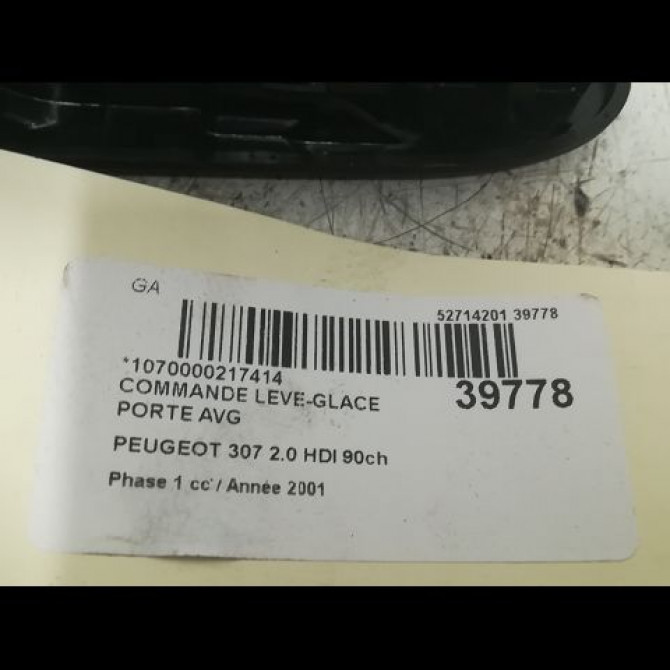 GA
52714201 39778
*1070000217414
39778
COMMANDE LEVE-GLACE
PORTE AVG
PEUGEOT 307 2.0 HDI 90ch
Phase 1 cc / Année 2001